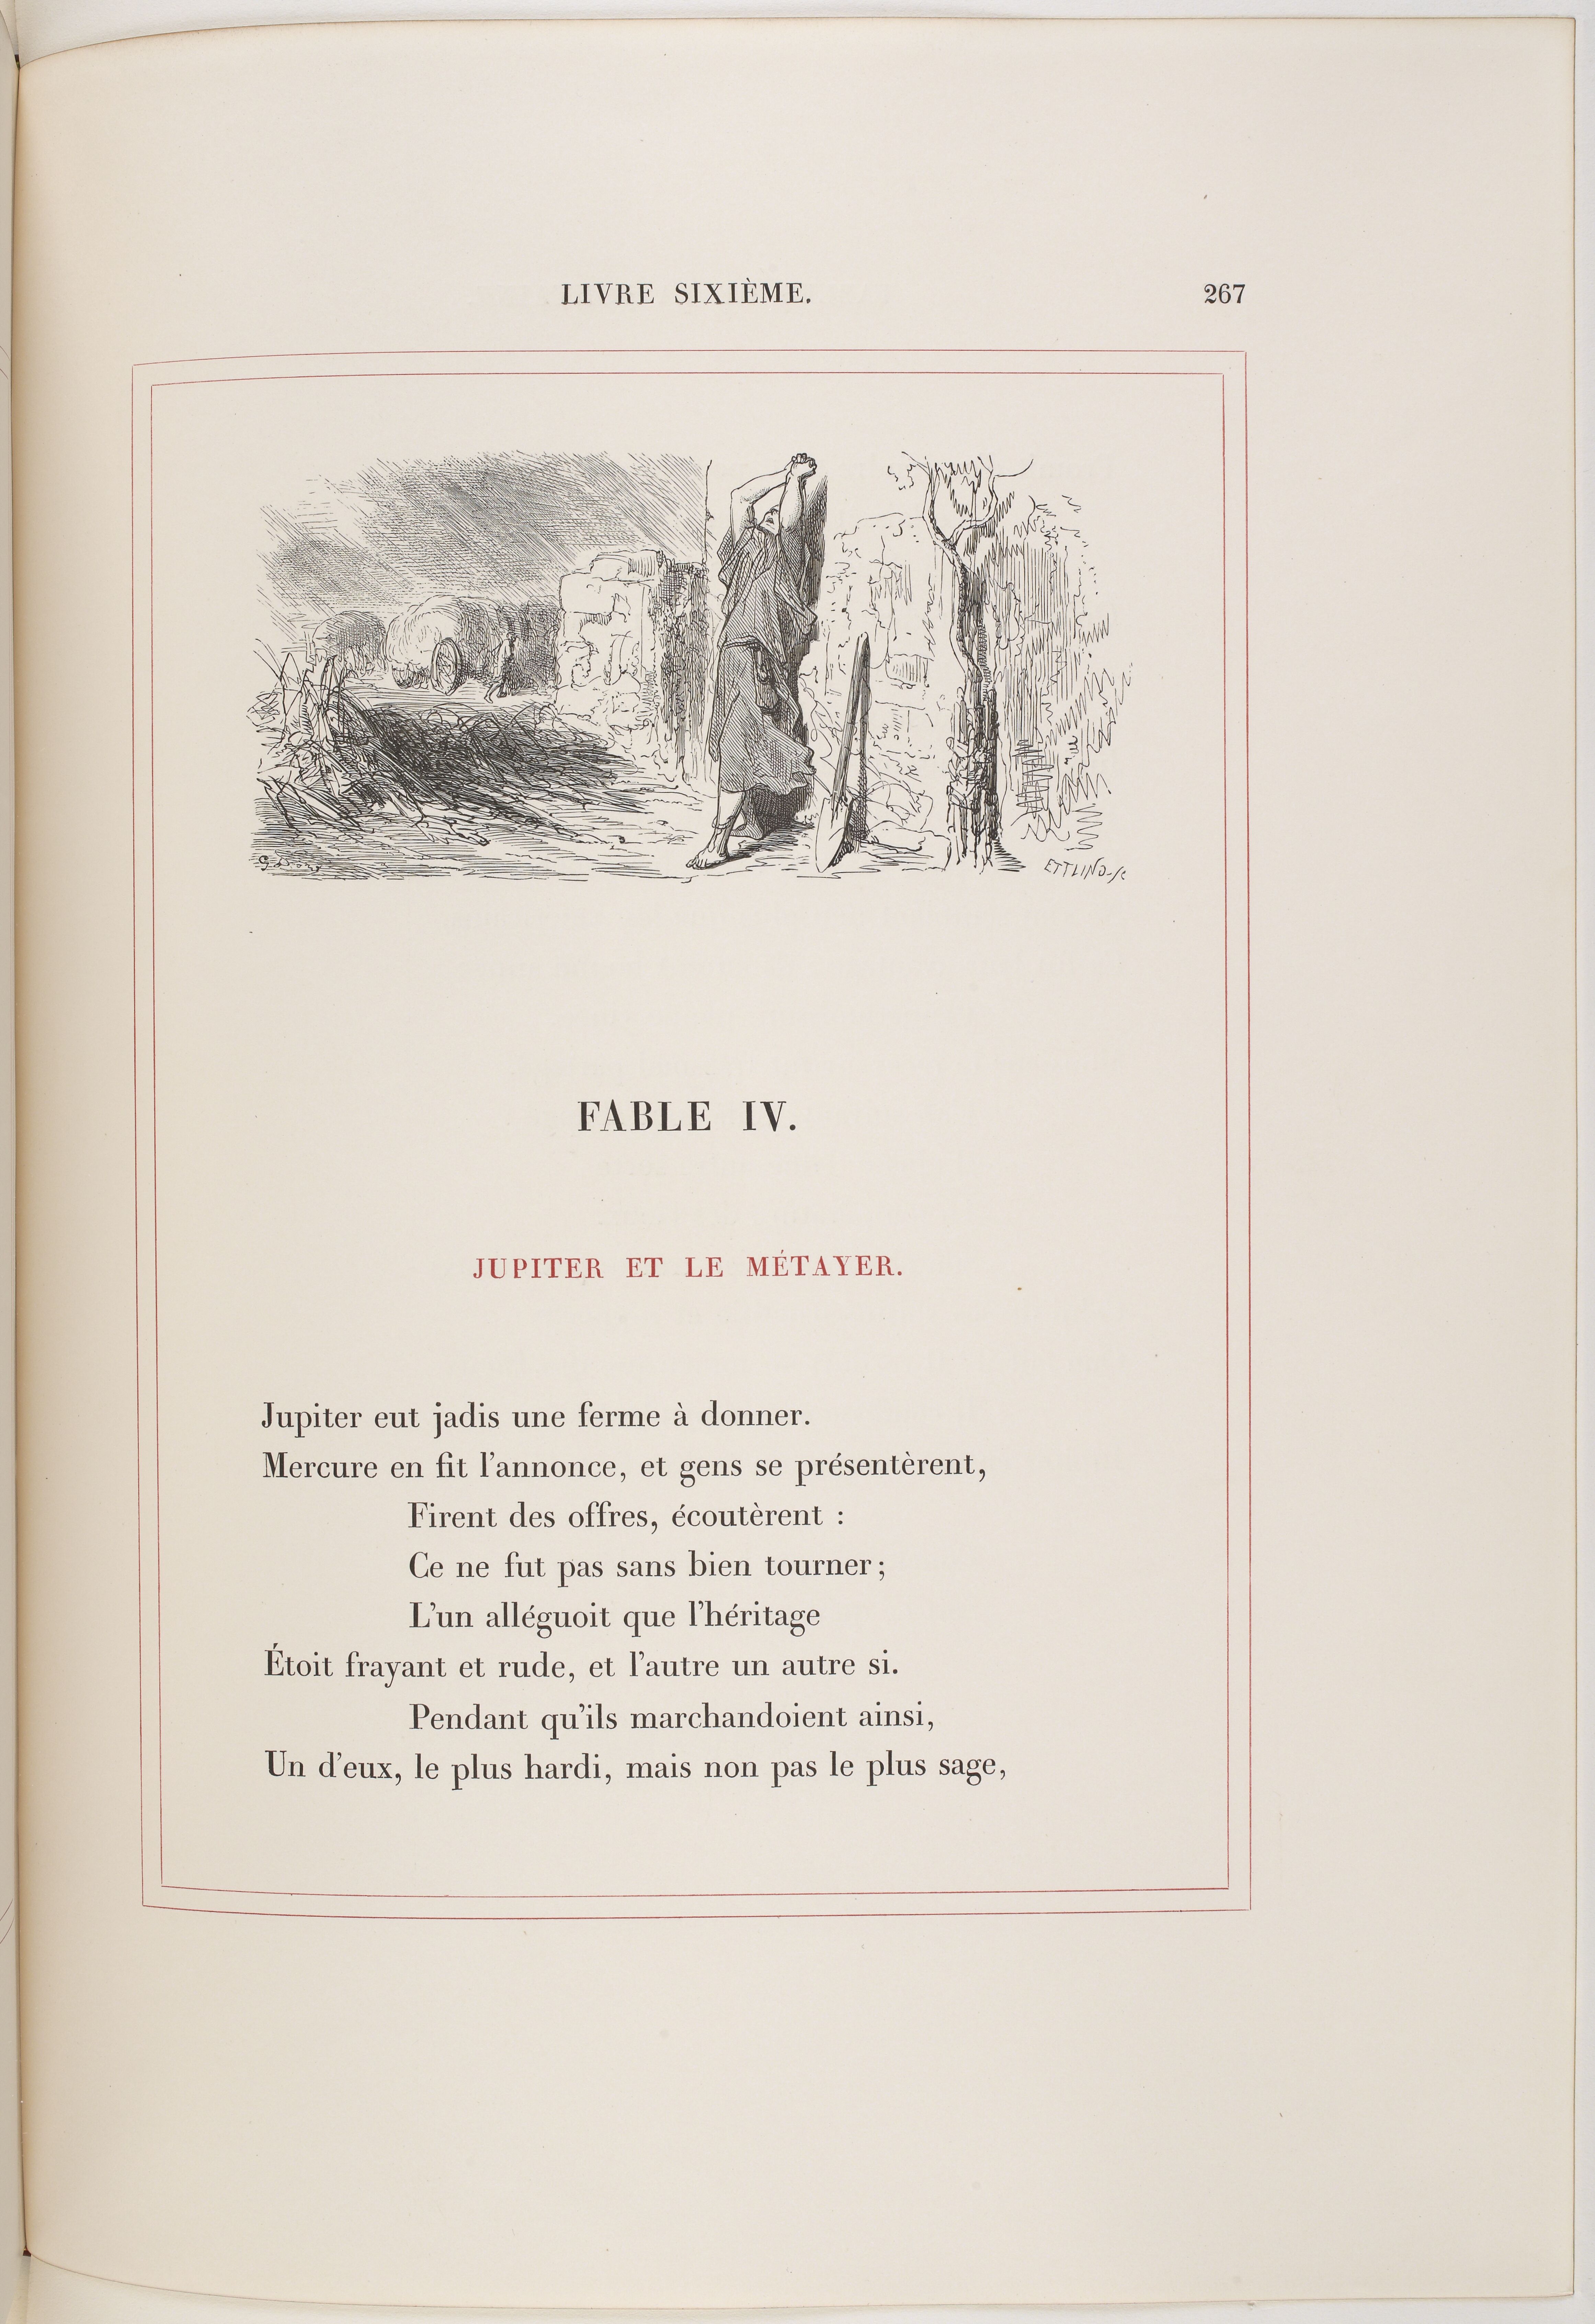 LIVRE SIXIÈME. 267
G. Doré
ETTLING-SC
FABLE IV.
JUPITER ET LE MÉTAYER.
Jupiter eut jadis une ferme à donner.
Mercure en fit l'annonce, et gens se présentèrent,
Firent des offres, écoutèrent :
Ce ne fut pas sans bien tourner;
L'un alléguoit que l'héritage
Étoit frayant et rude, et l'autre un autre si.
Pendant qu'ils marchandoient ainsi,
Un d'eux, le plus hardi, mais non pas le plus sage,